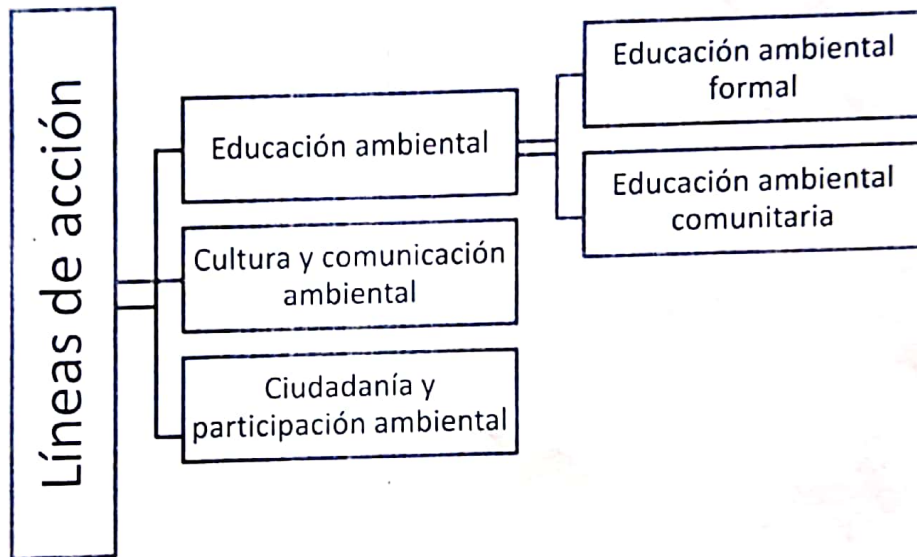 Líneas de acción
Educación ambiental
Educación ambiental
formal
Educación ambiental
comunitaria
Cultura y comunicación
ambiental
Ciudadanía y
participación ambiental